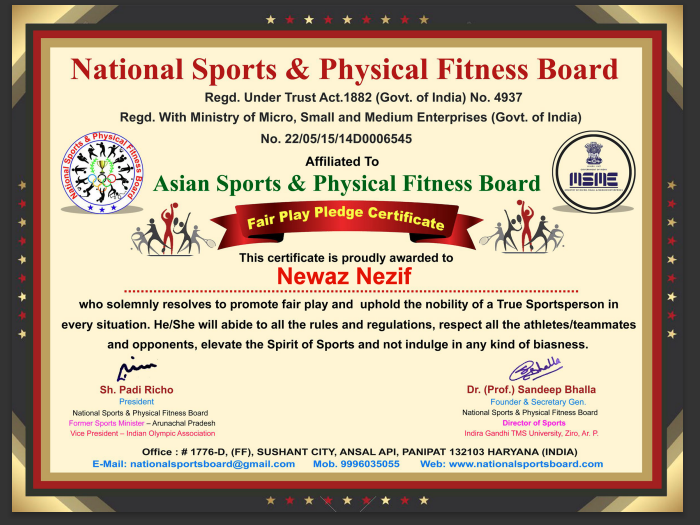 National Sports & Physical Fitness Board
Regd. Under Trust Act.1882 (Govt. of India) No. 4937
Regd. With Ministry of Micro, Small and Medium Enterprises (Govt. of India)
No. 22/05/15/14D0006545
Affiliated To
Asian Sports & Physical Fitness Board
National Sports & Physical Fitness Board
MSME
Fair Play Pledge Certificate
This certificate is proudly awarded to
Newaz Nezif
who solemnly resolves to promote fair play and uphold the nobility of a True Sportsperson in
every situation. He/She will abide to all the rules and regulations, respect all the athletes/teammates
and opponents, elevate the Spirit of Sports and not indulge in any kind of biasness.
Sh. Padi Richo
President
National Sports & Physical Fitness Board
Former Sports Minister – Arunachal Pradesh
Vice President – Indian Olympic Association
Bhalla
Dr. (Prof.) Sandeep Bhalla
Founder & Secretary Gen.
National Sports & Physical Fitness Board
Director of Sports
Indira Gandhi TMS University, Ziro, Ar. P.
Office : # 1776-D, (FF), SUSHANT CITY, ANSAL API, PANIPAT 132103 HARYANA (INDIA)
E-Mail: nationalsportsboard@gmail.com Mob. 9996035055 Web: www.nationalsportsboard.com